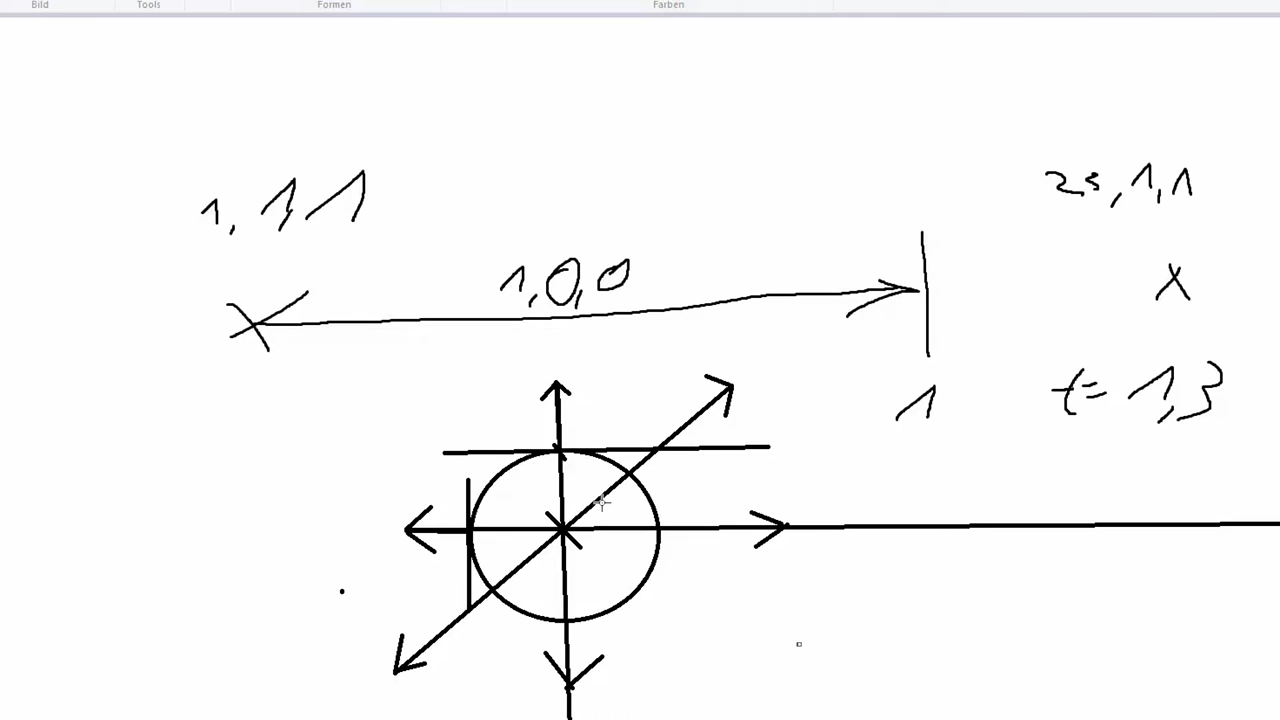 Bild Tools Formen Farben
1,1,1
25,1,1
1,0,0
1
t=1,3